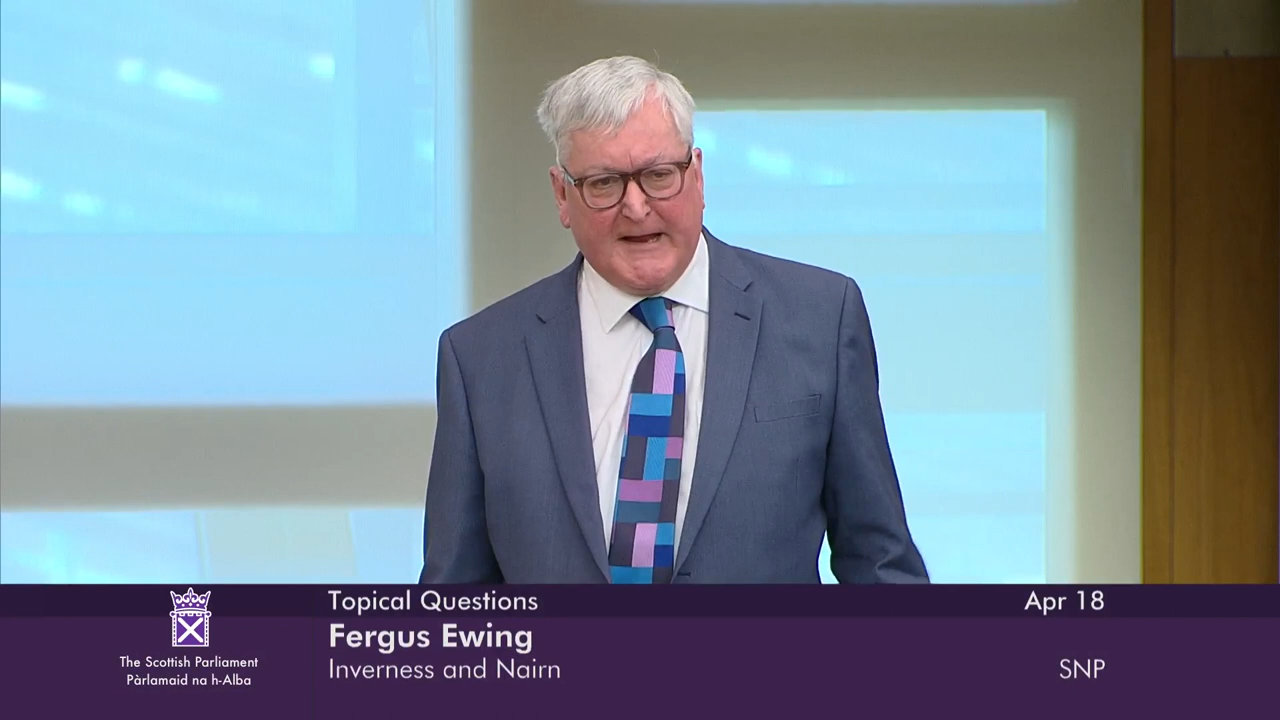 Topical Questions
Apr 18
Fergus Ewing
Inverness and Nairn
SNP
The Scottish Parliament
Pàrlamaid na h-Alba